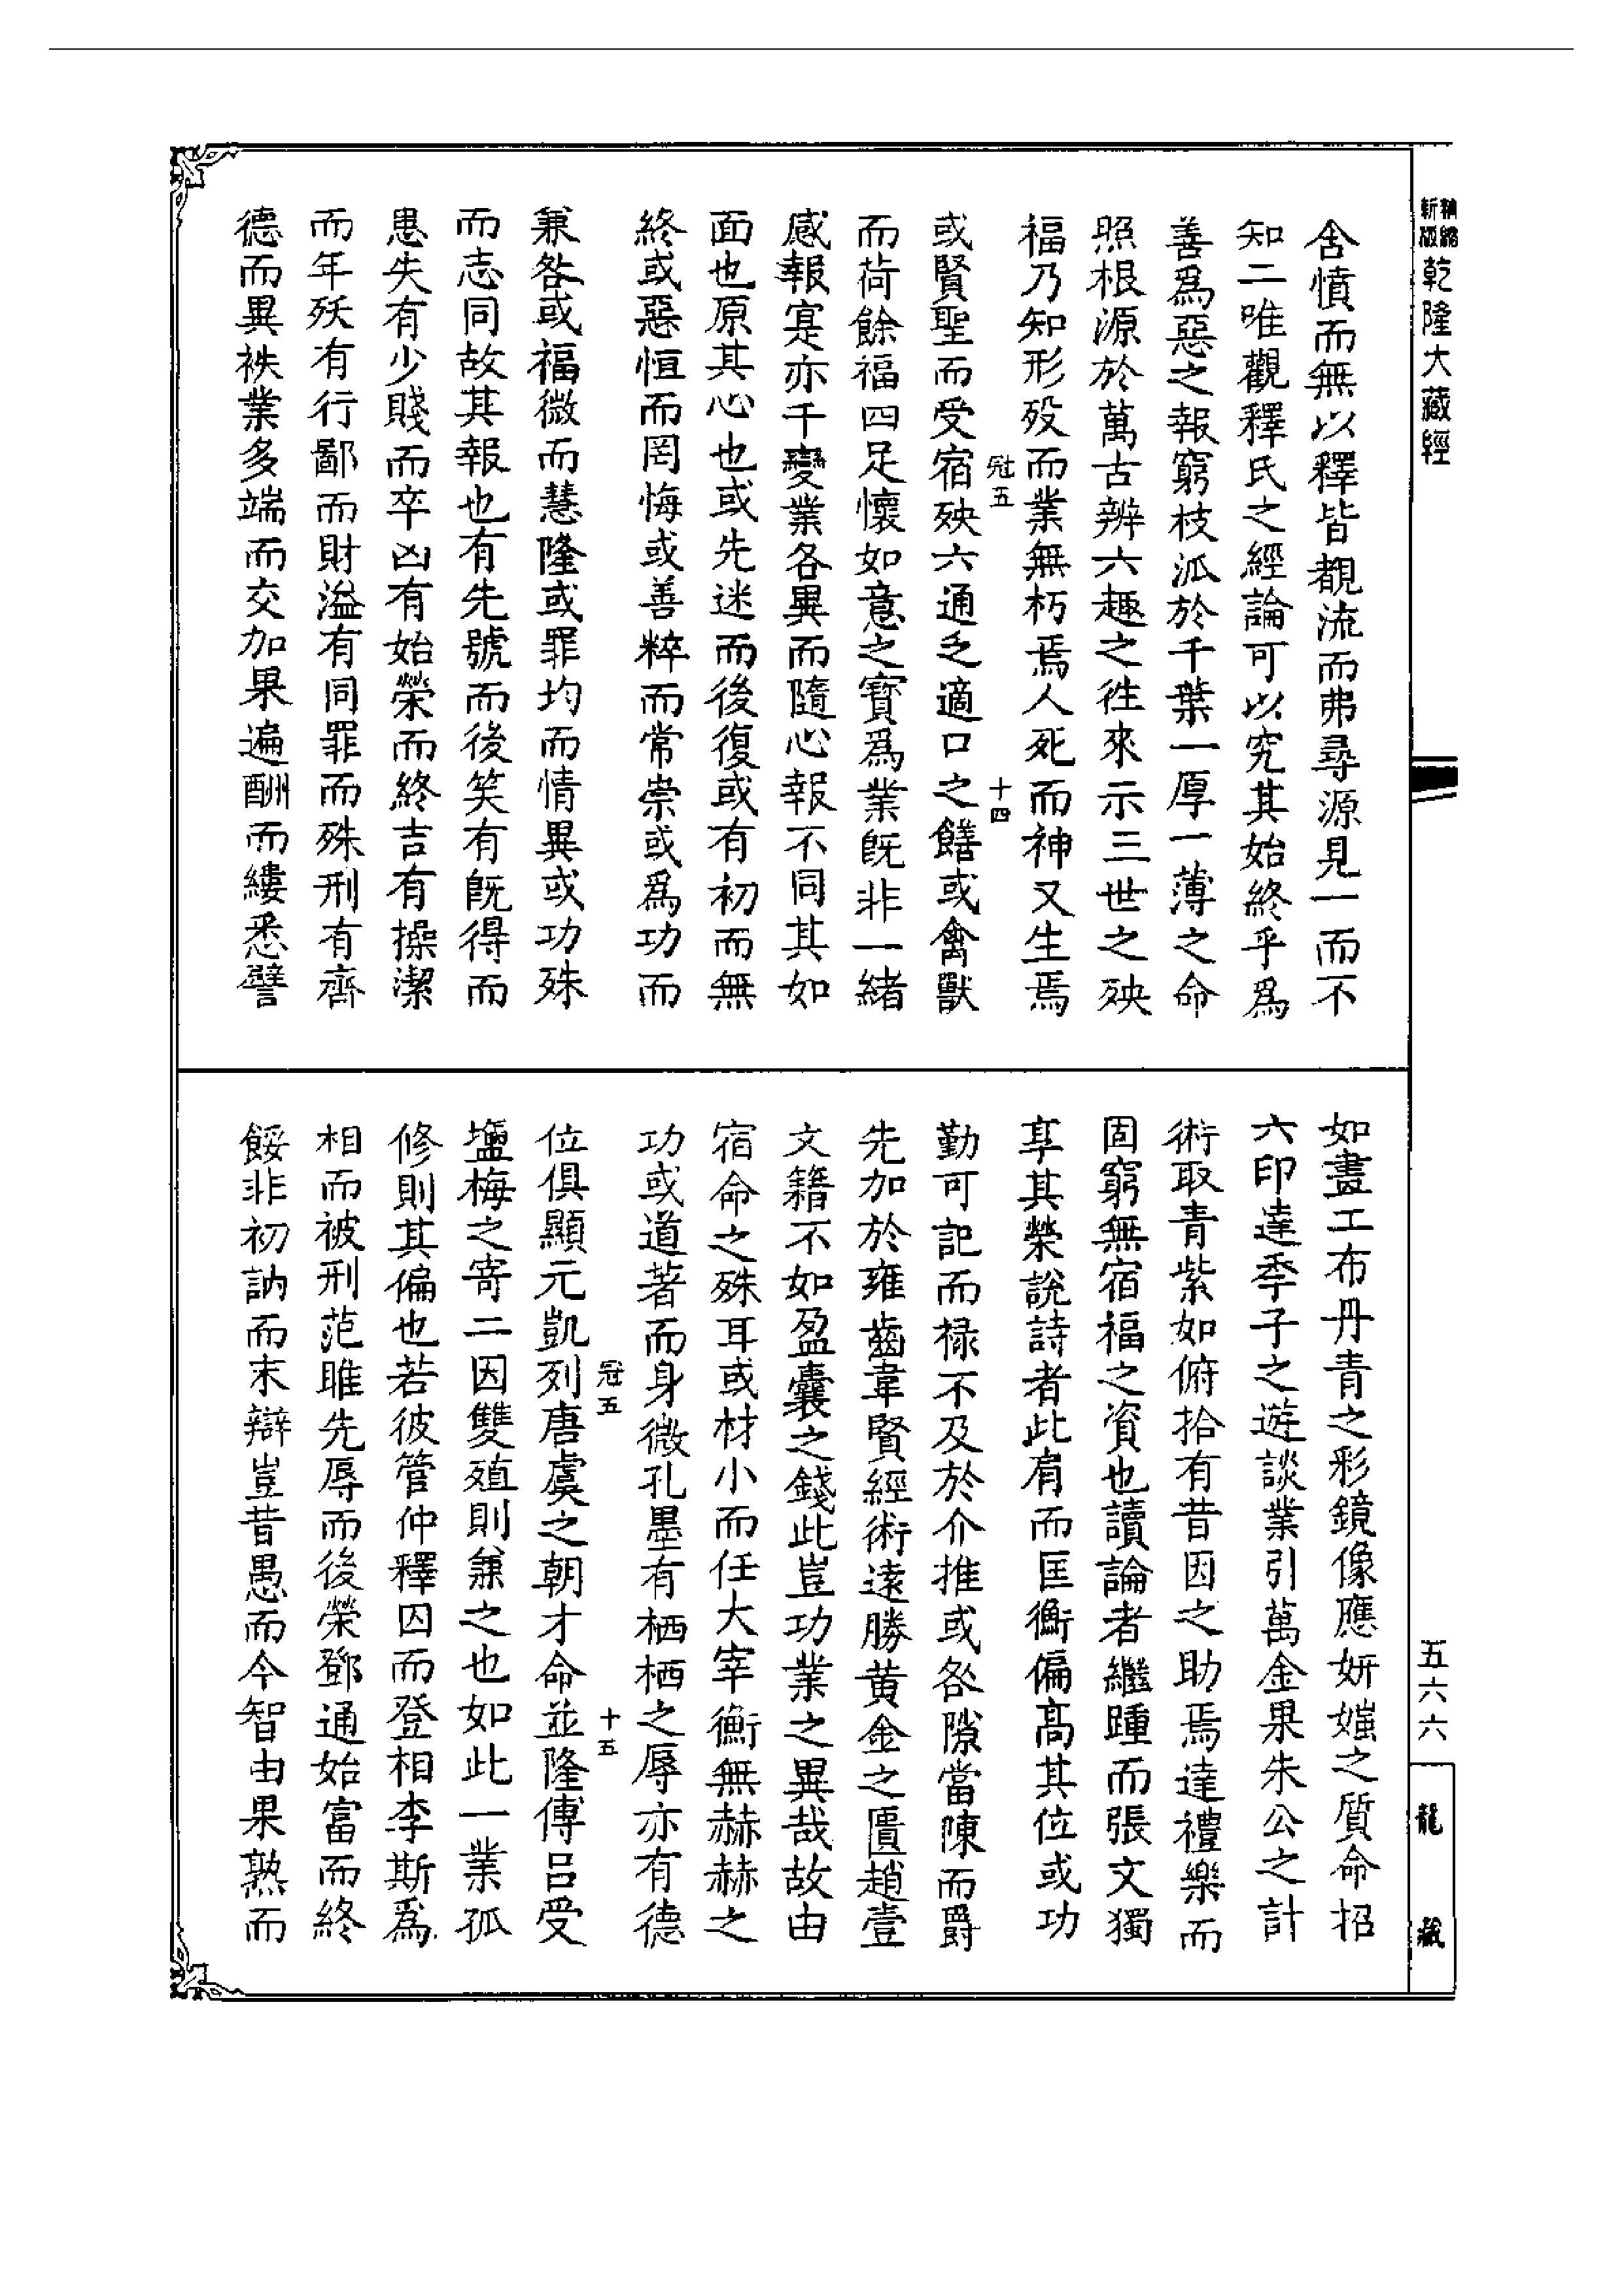 新縮
版縮
乾隆大藏經
含憤而無以釋皆覩流而弗尋源見一而不
知二唯觀釋氏之經論可以究其始終乎爲
善爲惡之報窮枝泒於千葉一厚一薄之命
照根源於萬古辨六趣之徃來示三世之殃
福乃知形殁而業無朽焉人死而神又生焉
冠五
十四
或賢聖而受宿殃六通乏適口之饍或禽獸
而荷餘福四足懷如意之寳爲業旣非一緒
感報寔亦千變業各異而隨心報不同其如
面也原其心也或先迷而後復或有初而無
終或惡恒而罔悔或善粹而常崇或爲功而
兼咎或福微而慧隆或罪均而情異或功殊
而志同故其報也有先號而後笑有旣得而
患失有少賤而卒凶有始榮而終吉有操潔
而年殀有行鄙而財溢有同罪而殊刑有齊
德而異袟業多端而交加果遍酬而縷悉譬
如畫工布丹青之彩鏡像應妍媸之質命招
六印達季子之遊談業引萬金果朱公之計
術取青紫如俯拾有昔因之助焉達禮樂而
固窮無宿福之資也讀論者繼踵而張文獨
享其榮說詩者此肩而匡衡偏高其位或功
勤可記而祿不及於介推或咎隙當陳而爵
先加於雍齒韋賢經術逺勝黄金之匱趙壹
文籍不如盈囊之錢此豈功業之異哉故由
宿命之殊耳或材小而任大宰衡無赫赫之
功或道著而身微孔墨有栖栖之辱亦有德
冠五
十五
位俱顯元凱列唐虞之朝才命並隆傅吕受
塩梅之寄二因雙殖則兼之也如此一業孤
修則其偏也若彼管仲釋囚而登相李斯爲
相而被刑范睢先辱而後榮鄧通始富而終
餒非初訥而末辯豈昔愚而今智由果熟而
五六六
龍藏